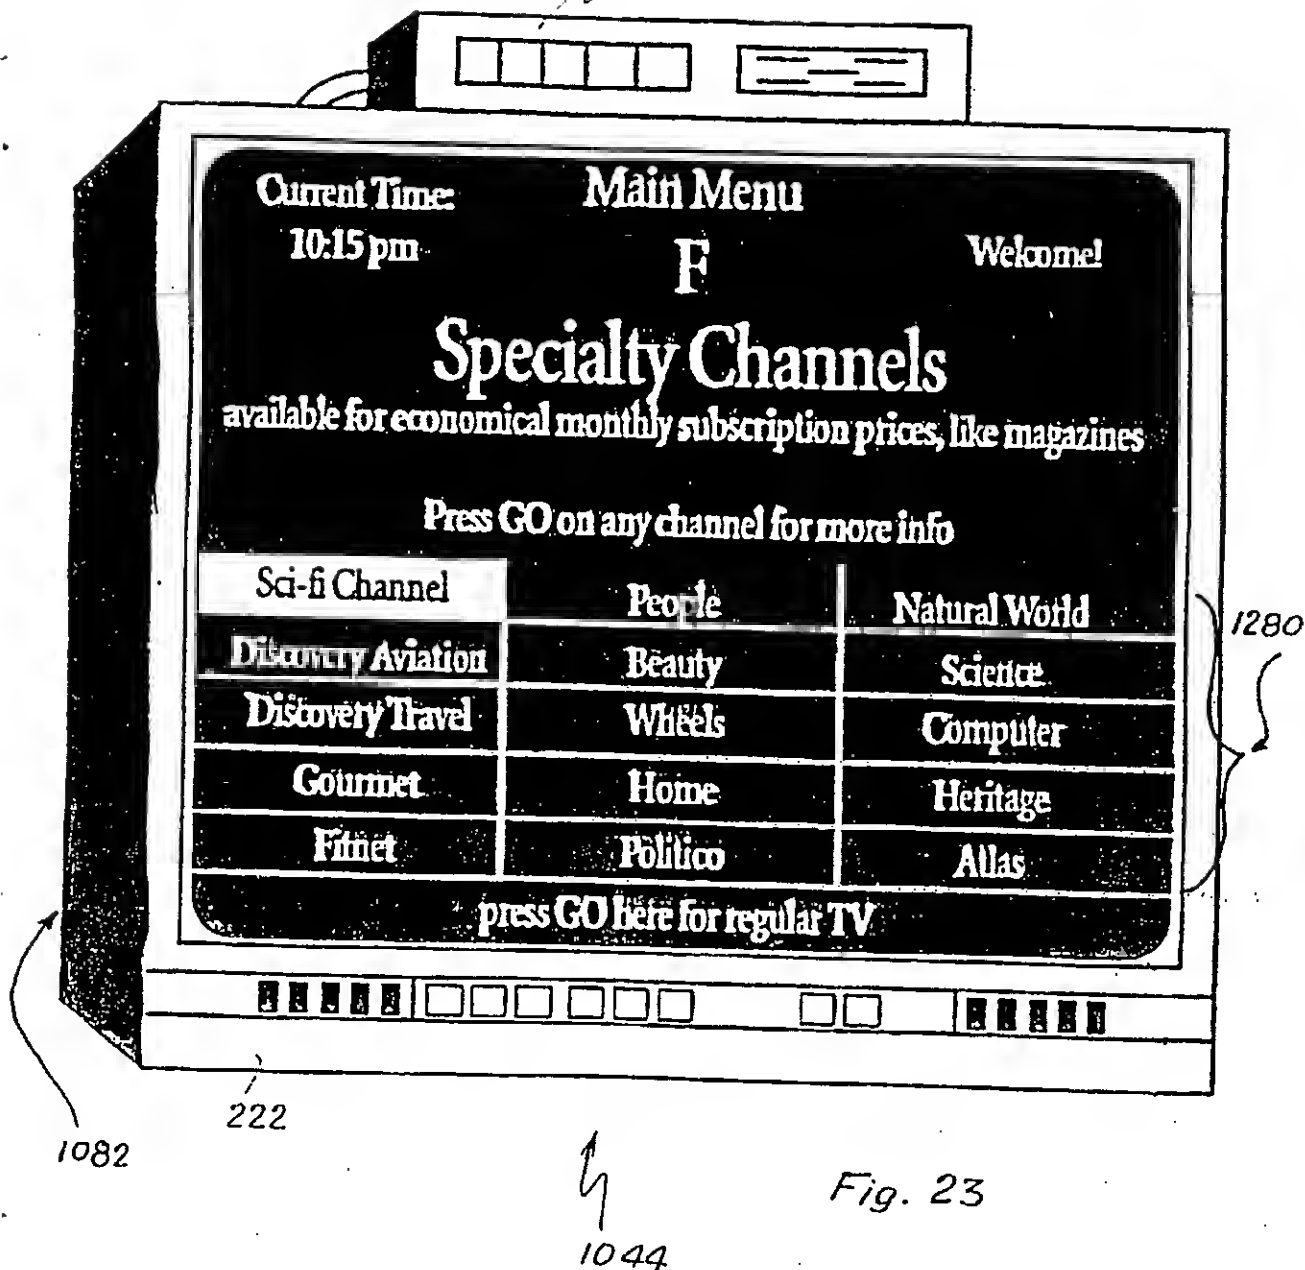 Current Time:
Main Menu
10:15 pm
F
Welcome!
Specialty Channels
available for economical monthly subscription prices, like magazines
Press GO on any channel for more info
Sci-fi Channel
People
Natural World
Discovery Aviation
Beauty
Science
Discovery Travel
Wheels
Computer
Gourmet
Home
Heritage
Fitnet
Politico
Atlas
press GO here for regular TV
1280
222
1082
1044
Fig. 23